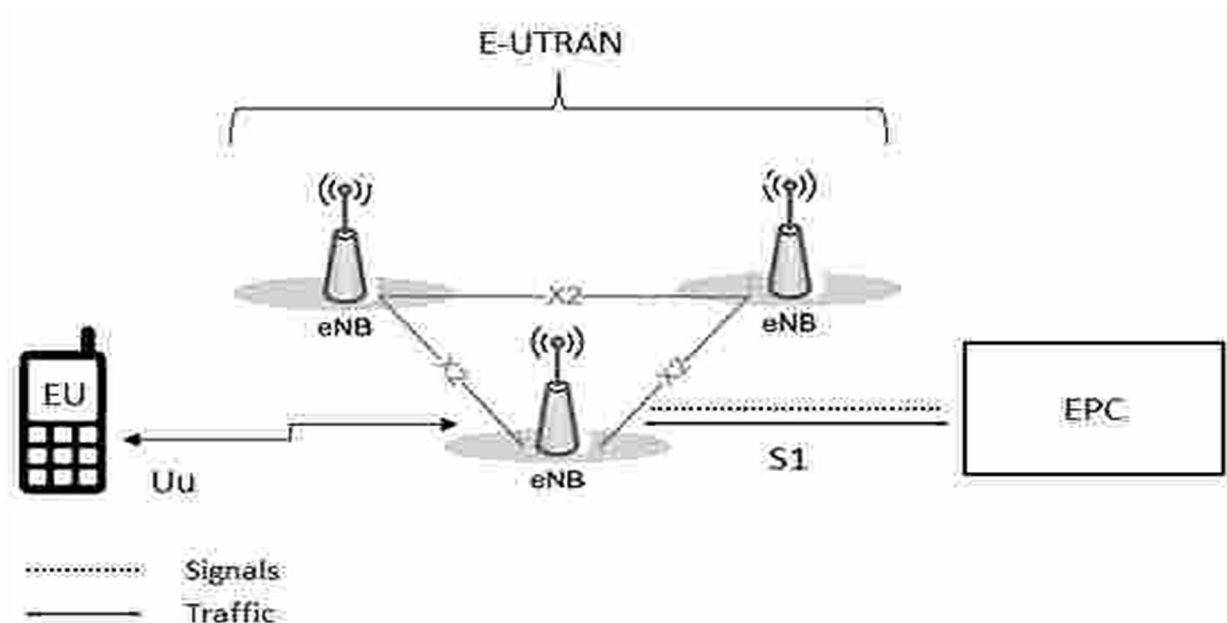 E-UTRAN
X2
eNB
eNB
X2
X2
EU
EPC
Uu
eNB
S1
Signals
Traffic